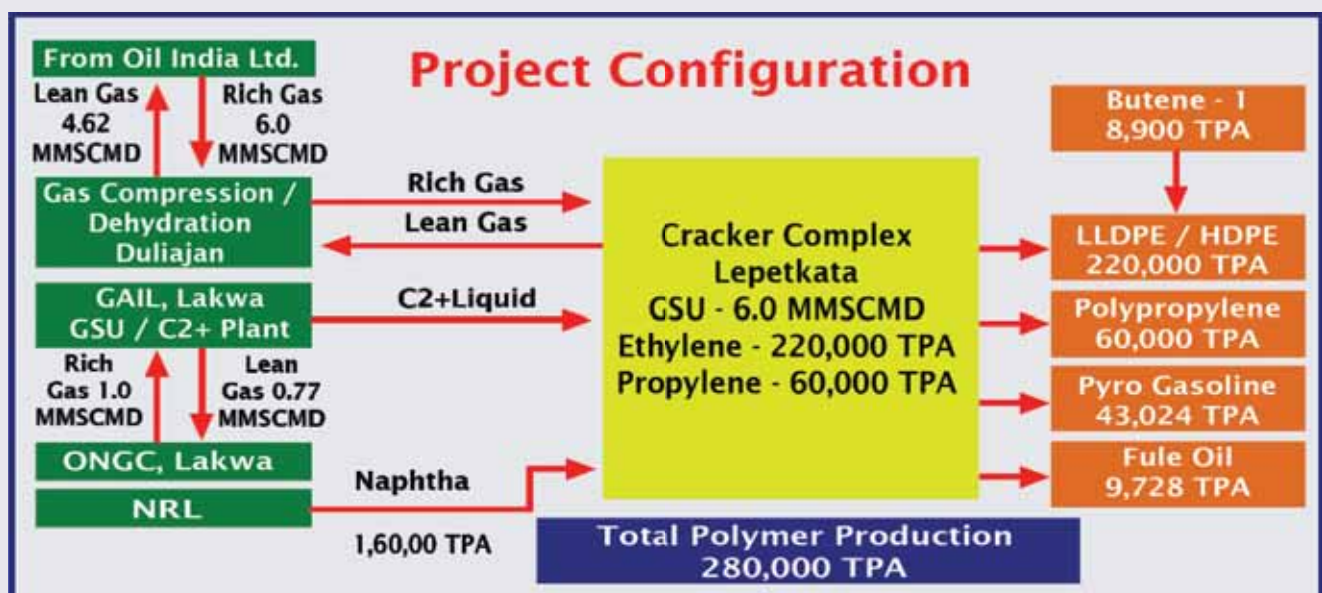 Project Configuration
From Oil India Ltd.
Lean Gas
4.62
MMSCMD
Rich Gas
6.0
MMSCMD
Gas Compression /
Dehydration
Duliajan
GAIL, Lakwa
GSU / C2+ Plant
Rich
Gas 1.0
MMSCMD
Lean
Gas 0.77
MMSCMD
ONGC, Lakwa
NRL
Rich Gas
Lean Gas
C2+Liquid
Naphtha
1,60,00 TPA
Cracker Complex
Lepetkata
GSU - 6.0 MMSCMD
Ethylene - 220,000 TPA
Propylene - 60,000 TPA
Butene - 1
8,900 TPA
LLDPE / HDPE
220,000 TPA
Polypropylene
60,000 TPA
Pyro Gasoline
43,024 TPA
Fule Oil
9,728 TPA
Total Polymer Production
280,000 TPA